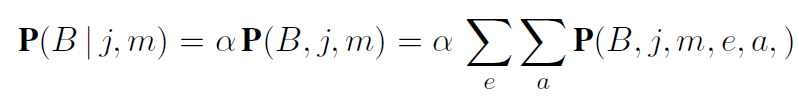 P(B | j, m) = α P(B, j, m) = α ∑_e ∑_a P(B, j, m, e, a, )